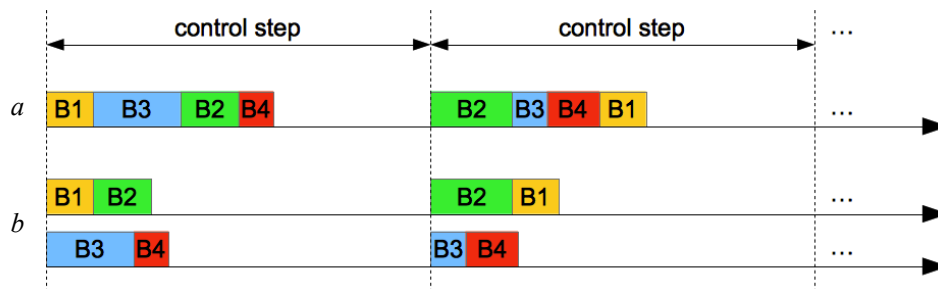 control step control step ...
a B1 B3 B2 B4 B2 B3 B4 B1 ...
B1 B2 B2 B1 ...
b
B3 B4 B3 B4 ...